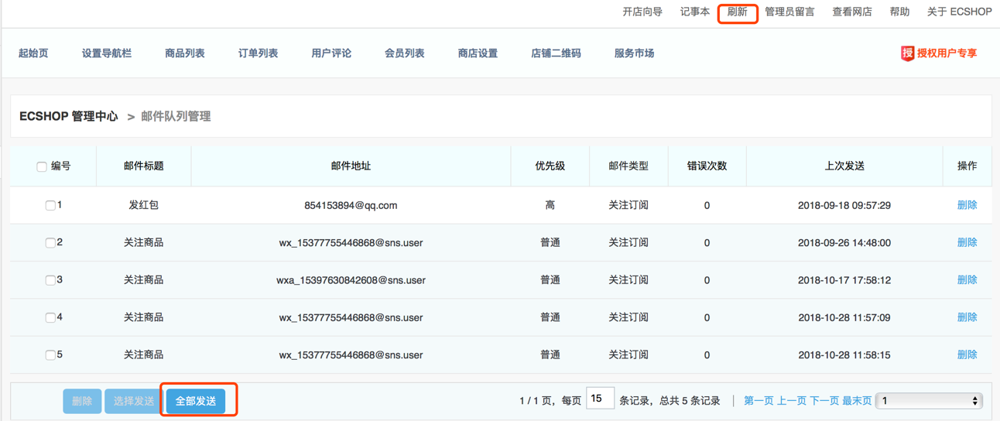 开店向导 记事本 刷新 管理员留言 查看网店 帮助 关于 ECSHOP
起始页 设置导航栏 商品列表 订单列表 用户评论 会员列表 商店设置 店铺二维码 服务市场 授 授权用户专享
ECSHOP 管理中心 > 邮件队列管理
编号 邮件标题 邮件地址 优先级 邮件类型 错误次数 上次发送 操作
1 发红包 854153894@qq.com 高 关注订阅 0 2018-09-18 09:57:29 删除
2 关注商品 wx_15377755446868@sns.user 普通 关注订阅 0 2018-09-26 14:48:00 删除
3 关注商品 wxa_15397630842608@sns.user 普通 关注订阅 0 2018-10-17 17:58:12 删除
4 关注商品 wx_15377755446868@sns.user 普通 关注订阅 0 2018-10-28 11:57:09 删除
5 关注商品 wx_15377755446868@sns.user 普通 关注订阅 0 2018-10-28 11:58:15 删除
删除 选择发送 全部发送 1 / 1 页，每页 15 条记录，总共 5 条记录 | 第一页 上一页 下一页 最末页 1